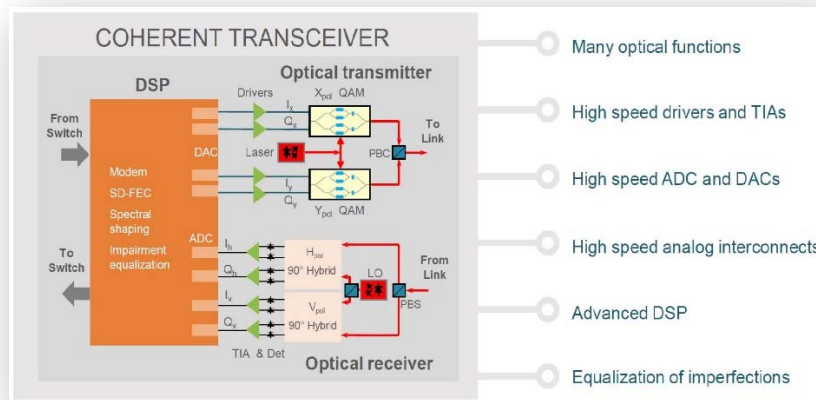 COHERENT TRANSCEIVER
DSP
Optical transmitter
Drivers
Xpol QAM
Ix
Qx
From
Switch
DAC
Laser
PBC
To
Link
Modem
SD-FEC
Spectral
shaping
Impairment
equalization
Iy
Qy
Ypol QAM
ADC
To
Switch
Ih
Qh
Iv
Qv
Hpol
90° Hybrid
LO
From
Link
PBS
Vpol
90° Hybrid
TIA & Det
Optical receiver
Many optical functions
High speed drivers and TIAs
High speed ADC and DACs
High speed analog interconnects
Advanced DSP
Equalization of imperfections